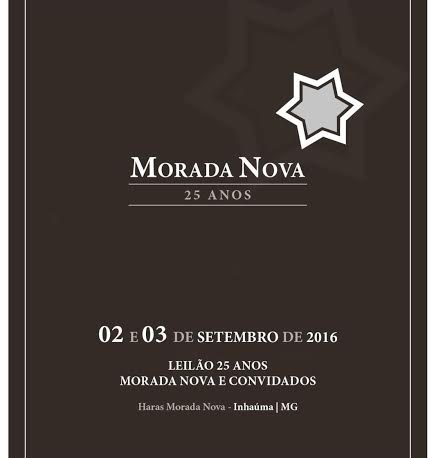 MORADA NOVA
25 ANOS
02 E 03 DE SETEMBRO DE 2016
LEILÃO 25 ANOS
MORADA NOVA E CONVIDADOS
Haras Morada Nova - Inhaúma | MG